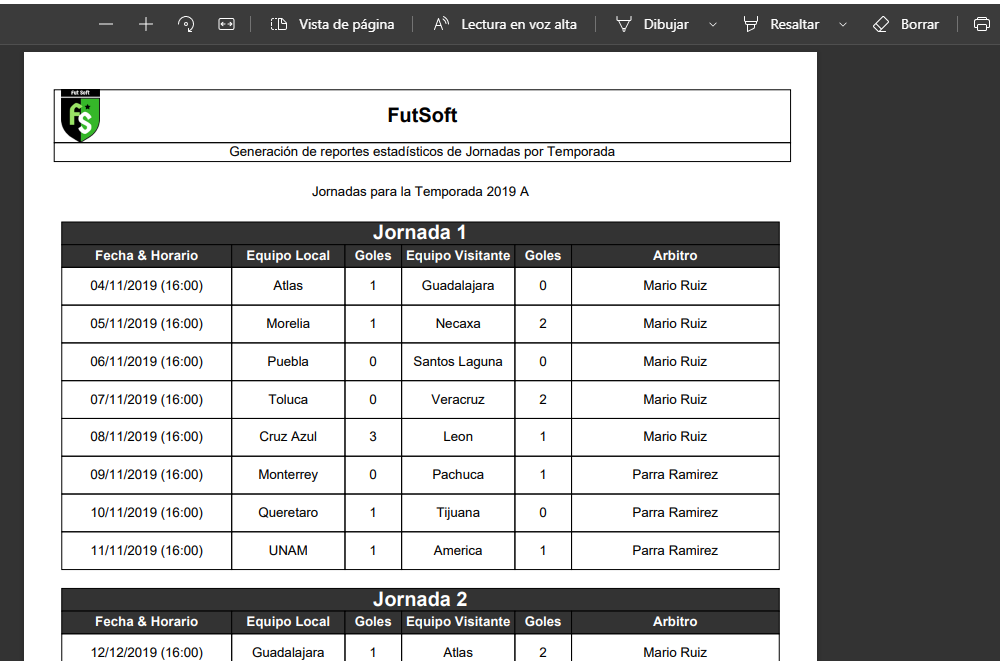 Vista de página Lectura en voz alta Dibujar Resaltar Borrar
Fut Soft
FS
FutSoft
Generación de reportes estadísticos de Jornadas por Temporada
Jornadas para la Temporada 2019 A
Jornada 1
Fecha & Horario Equipo Local Goles Equipo Visitante Goles Arbitro
04/11/2019 (16:00) Atlas 1 Guadalajara 0 Mario Ruiz
05/11/2019 (16:00) Morelia 1 Necaxa 2 Mario Ruiz
06/11/2019 (16:00) Puebla 0 Santos Laguna 0 Mario Ruiz
07/11/2019 (16:00) Toluca 0 Veracruz 2 Mario Ruiz
08/11/2019 (16:00) Cruz Azul 3 Leon 1 Mario Ruiz
09/11/2019 (16:00) Monterrey 0 Pachuca 1 Parra Ramirez
10/11/2019 (16:00) Queretaro 1 Tijuana 0 Parra Ramirez
11/11/2019 (16:00) UNAM 1 America 1 Parra Ramirez
Jornada 2
Fecha & Horario Equipo Local Goles Equipo Visitante Goles Arbitro
12/12/2019 (16:00) Guadalajara 1 Atlas 2 Mario Ruiz